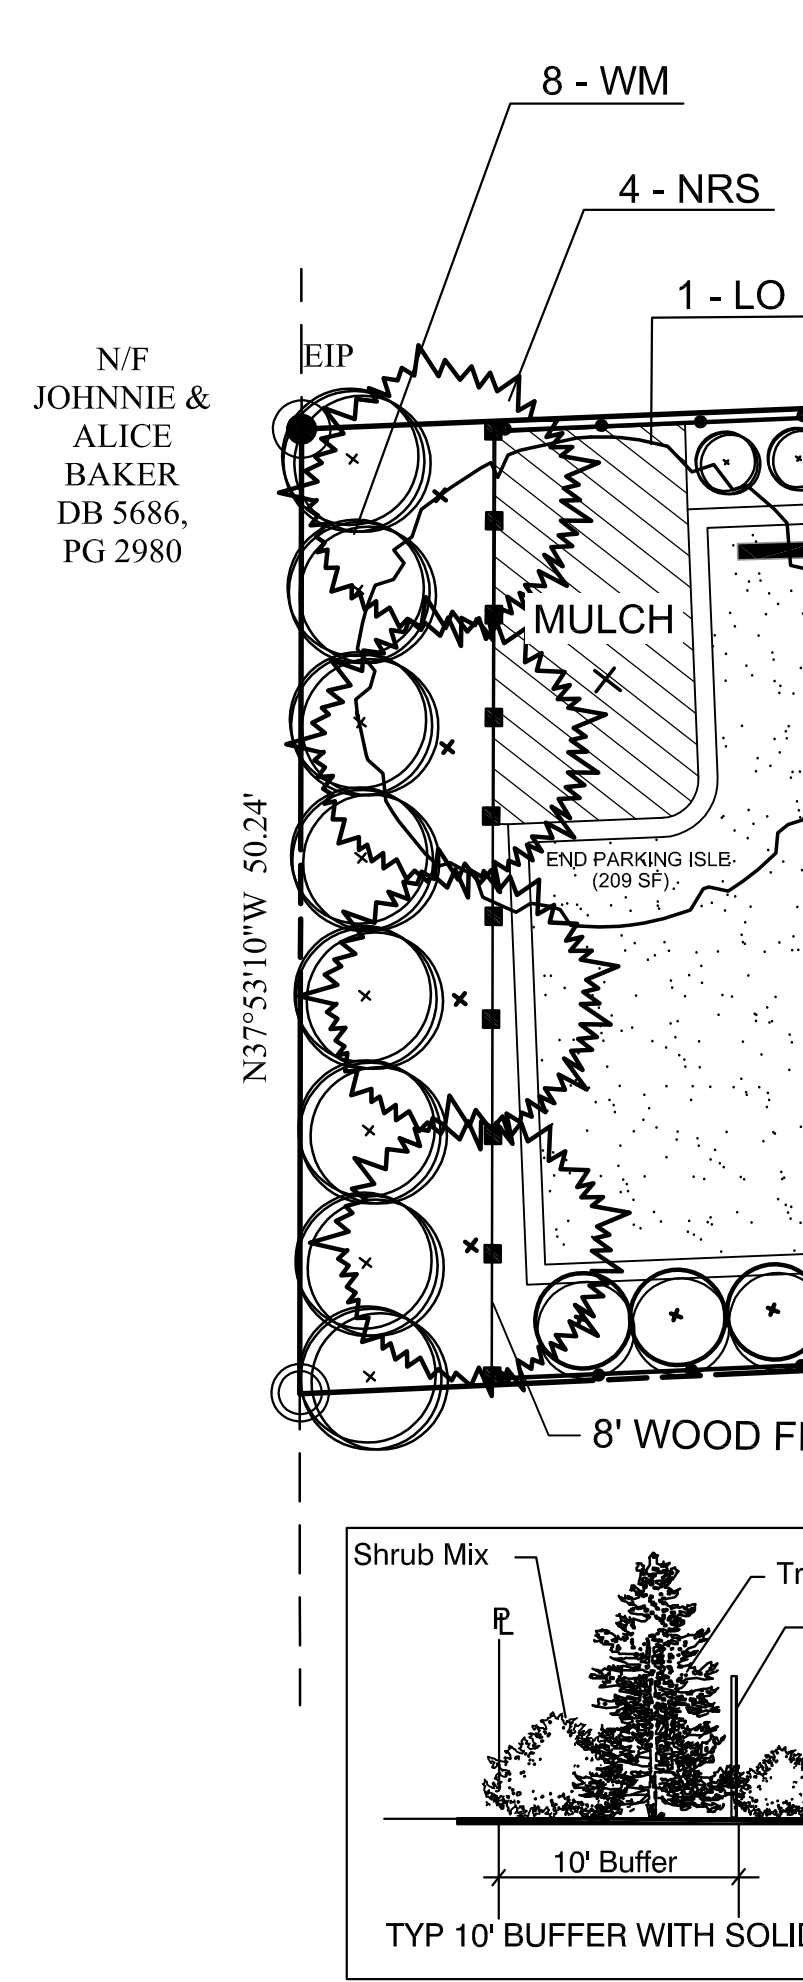 8 - WM
4 - NRS
1 - LO
EIP
N/F
JOHNNIE &
ALICE
BAKER
DB 5686,
PG 2980
MULCH
N37°53'10"W 50.24'
END PARKING ISLE
(209 SF)
8' WOOD
Shrub Mix
PL
10' Buffer
TYP 10' BUFFER WITH